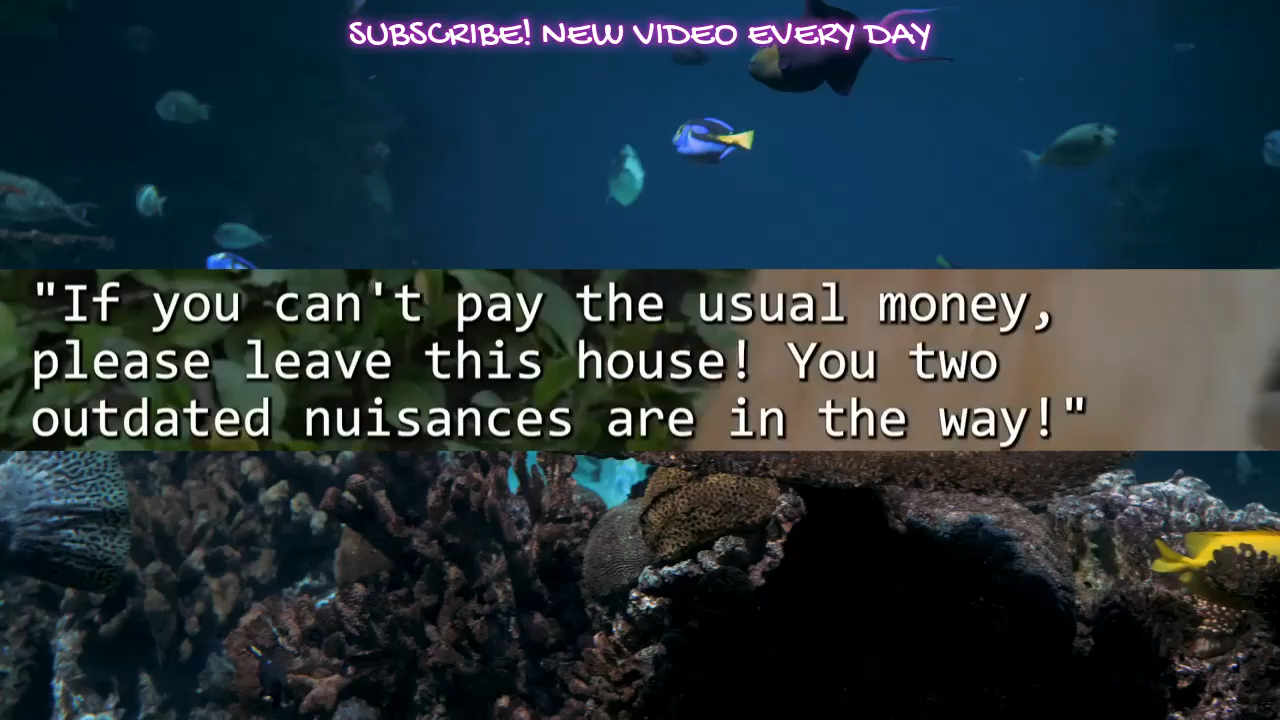 SUBSCRIBE! NEW VIDEO EVERY DAY
"If you can't pay the usual money,
please leave this house! You two
outdated nuisances are in the way!"